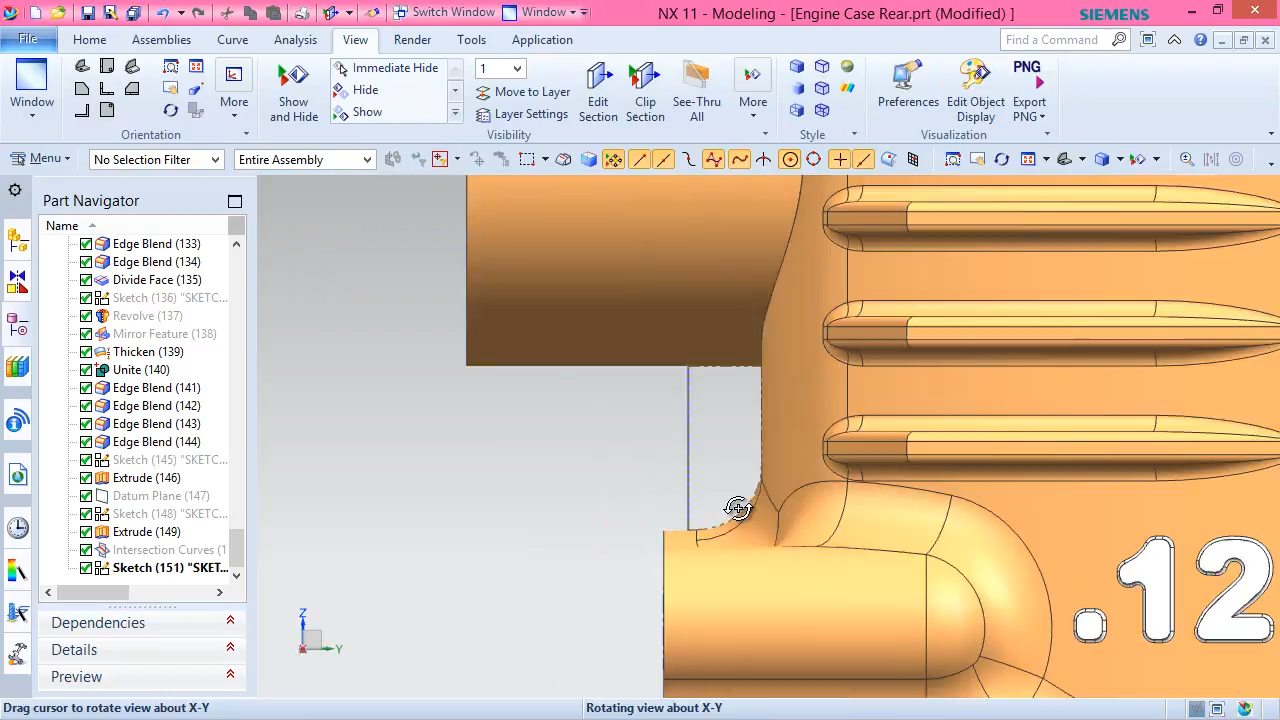 NX 11 - Modeling - [Engine Case Rear.prt (Modified) ]
SIEMENS
Switch Window
Window
File
Home
Assemblies
Curve
Analysis
View
Render
Tools
Application
Find a Command
Window
More
Orientation
Show and Hide
Immediate Hide
Hide
Show
1
Move to Layer
Layer Settings
Edit Section
Clip Section
See-Thru All
More
Visibility
Style
Preferences
Edit Object Display
PNG
Export PNG
Visualization
Menu
No Selection Filter
Entire Assembly
Part Navigator
Name
Edge Blend (133)
Edge Blend (134)
Divide Face (135)
Sketch (136) "SKETC...
Revolve (137)
Mirror Feature (138)
Thicken (139)
Unite (140)
Edge Blend (141)
Edge Blend (142)
Edge Blend (143)
Edge Blend (144)
Sketch (145) "SKETC...
Extrude (146)
Datum Plane (147)
Sketch (148) "SKETC...
Extrude (149)
Intersection Curves (1
Sketch (151) "SKET...
Dependencies
Details
Preview
Z
Y
.12
Drag cursor to rotate view about X-Y
Rotating view about X-Y